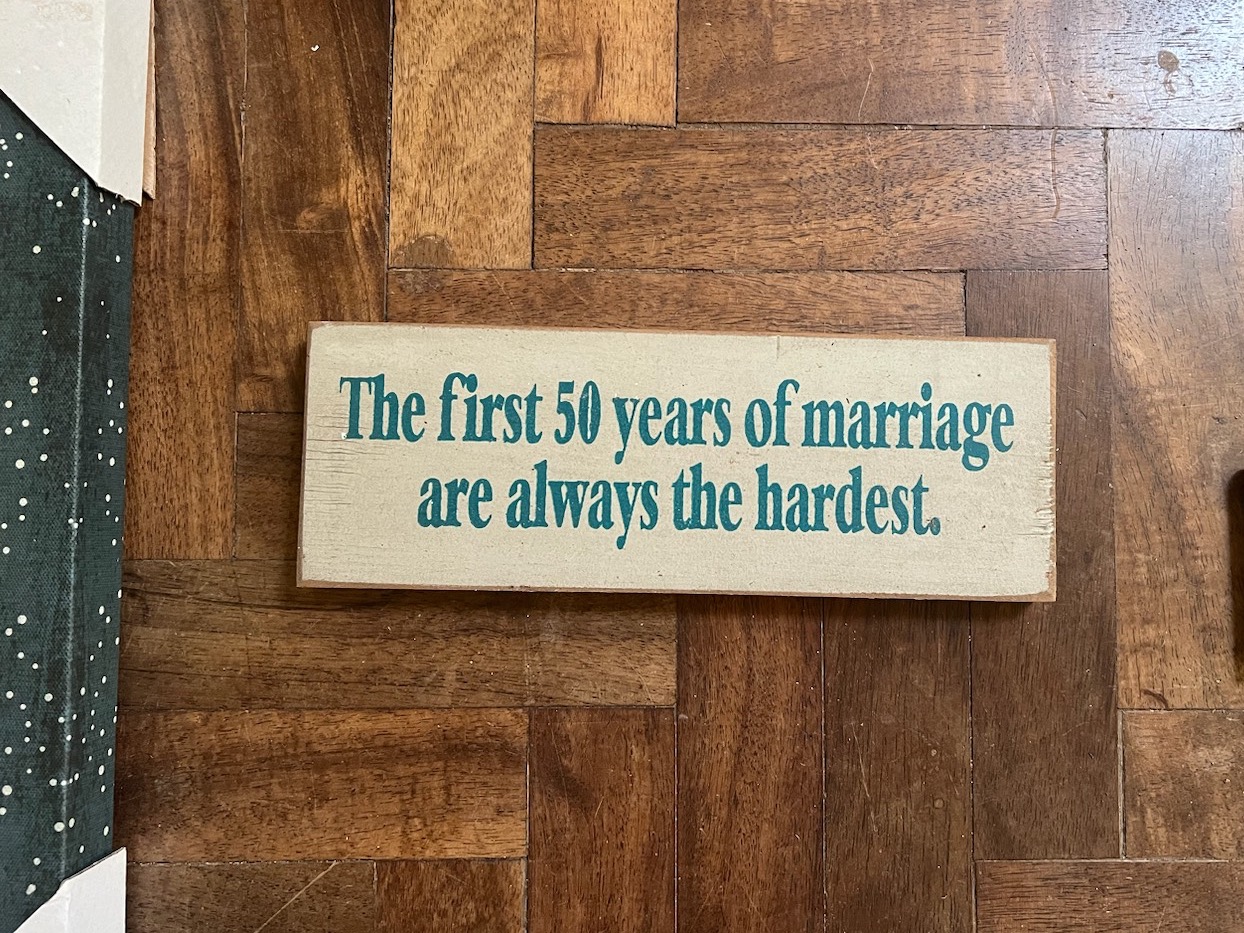 The first 50 years of marriage
are always the hardest.